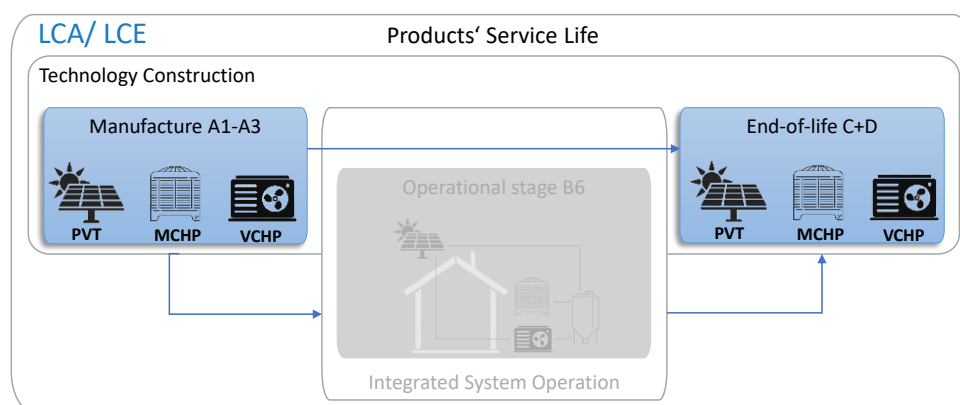 LCA/ LCE
Products‘ Service Life
Technology Construction
Manufacture A1-A3
PVT
MCHP
VCHP
Operational stage B6
Integrated System Operation
End-of-life C+D
PVT
MCHP
VCHP